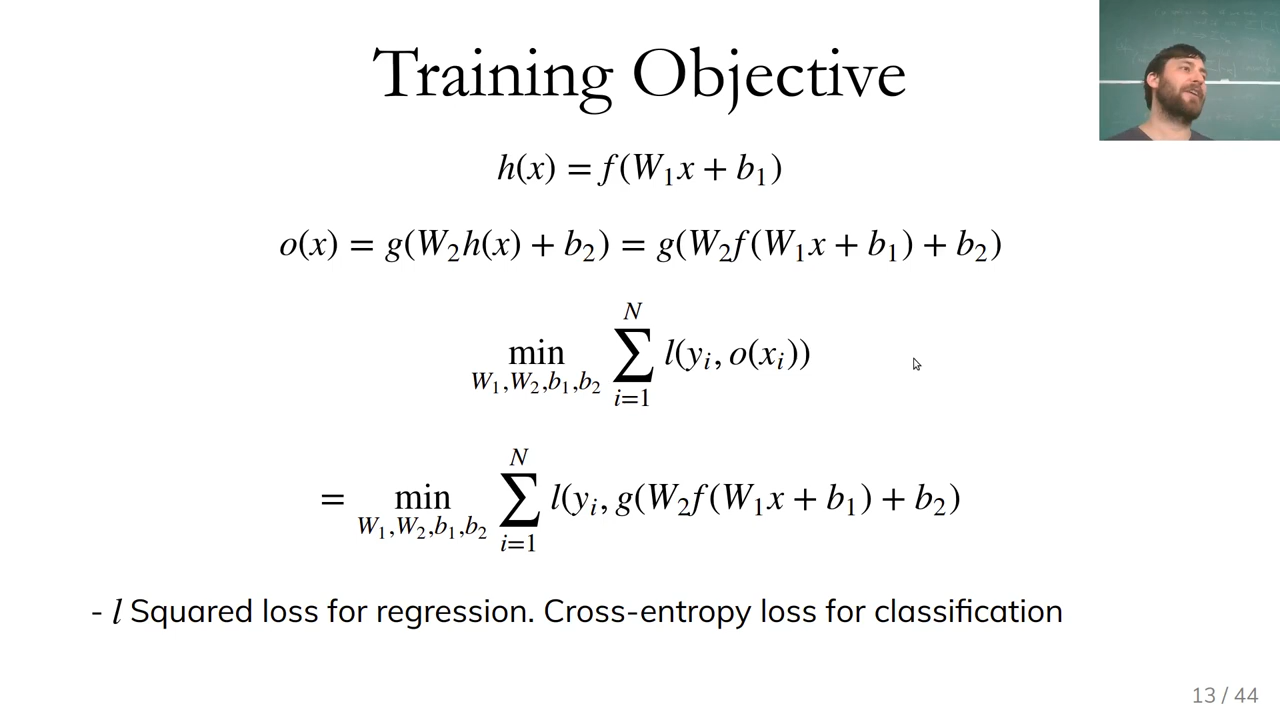 Training Objective
h(x) = f(W₁x + b₁)
o(x) = g(W₂h(x) + b₂) = g(W₂f(W₁x + b₁) + b₂)
min_{W₁,W₂,b₁,b₂} ∑_{i=1}^{N} l(yᵢ, o(xᵢ))
= min_{W₁,W₂,b₁,b₂} ∑_{i=1}^{N} l(yᵢ, g(W₂f(W₁x + b₁) + b₂)
- l Squared loss for regression. Cross-entropy loss for classification
13 / 44